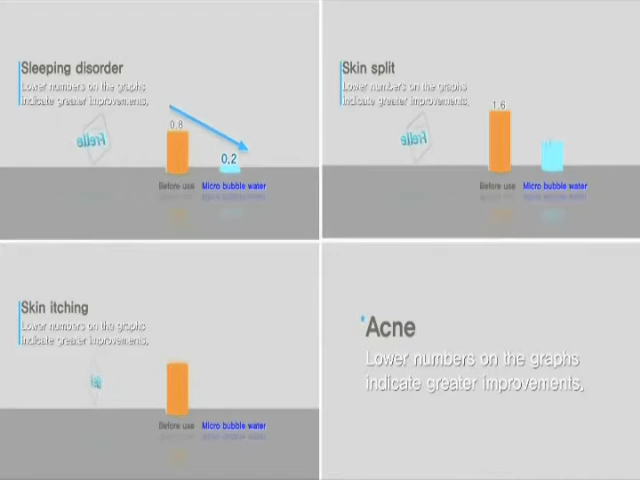 Sleeping disorder
Lower numbers on the graphs
indicate greater improvements.
0.8
0.2
Frelle
Before use Micro bubble water
Skin split
Lower numbers on the graphs
indicate greater improvements.
1.6
Frelle
Before use Micro bubble water
Skin itching
Lower numbers on the graphs
indicate greater improvements.
Before use Micro bubble water
Acne
Lower numbers on the graphs
indicate greater improvements.